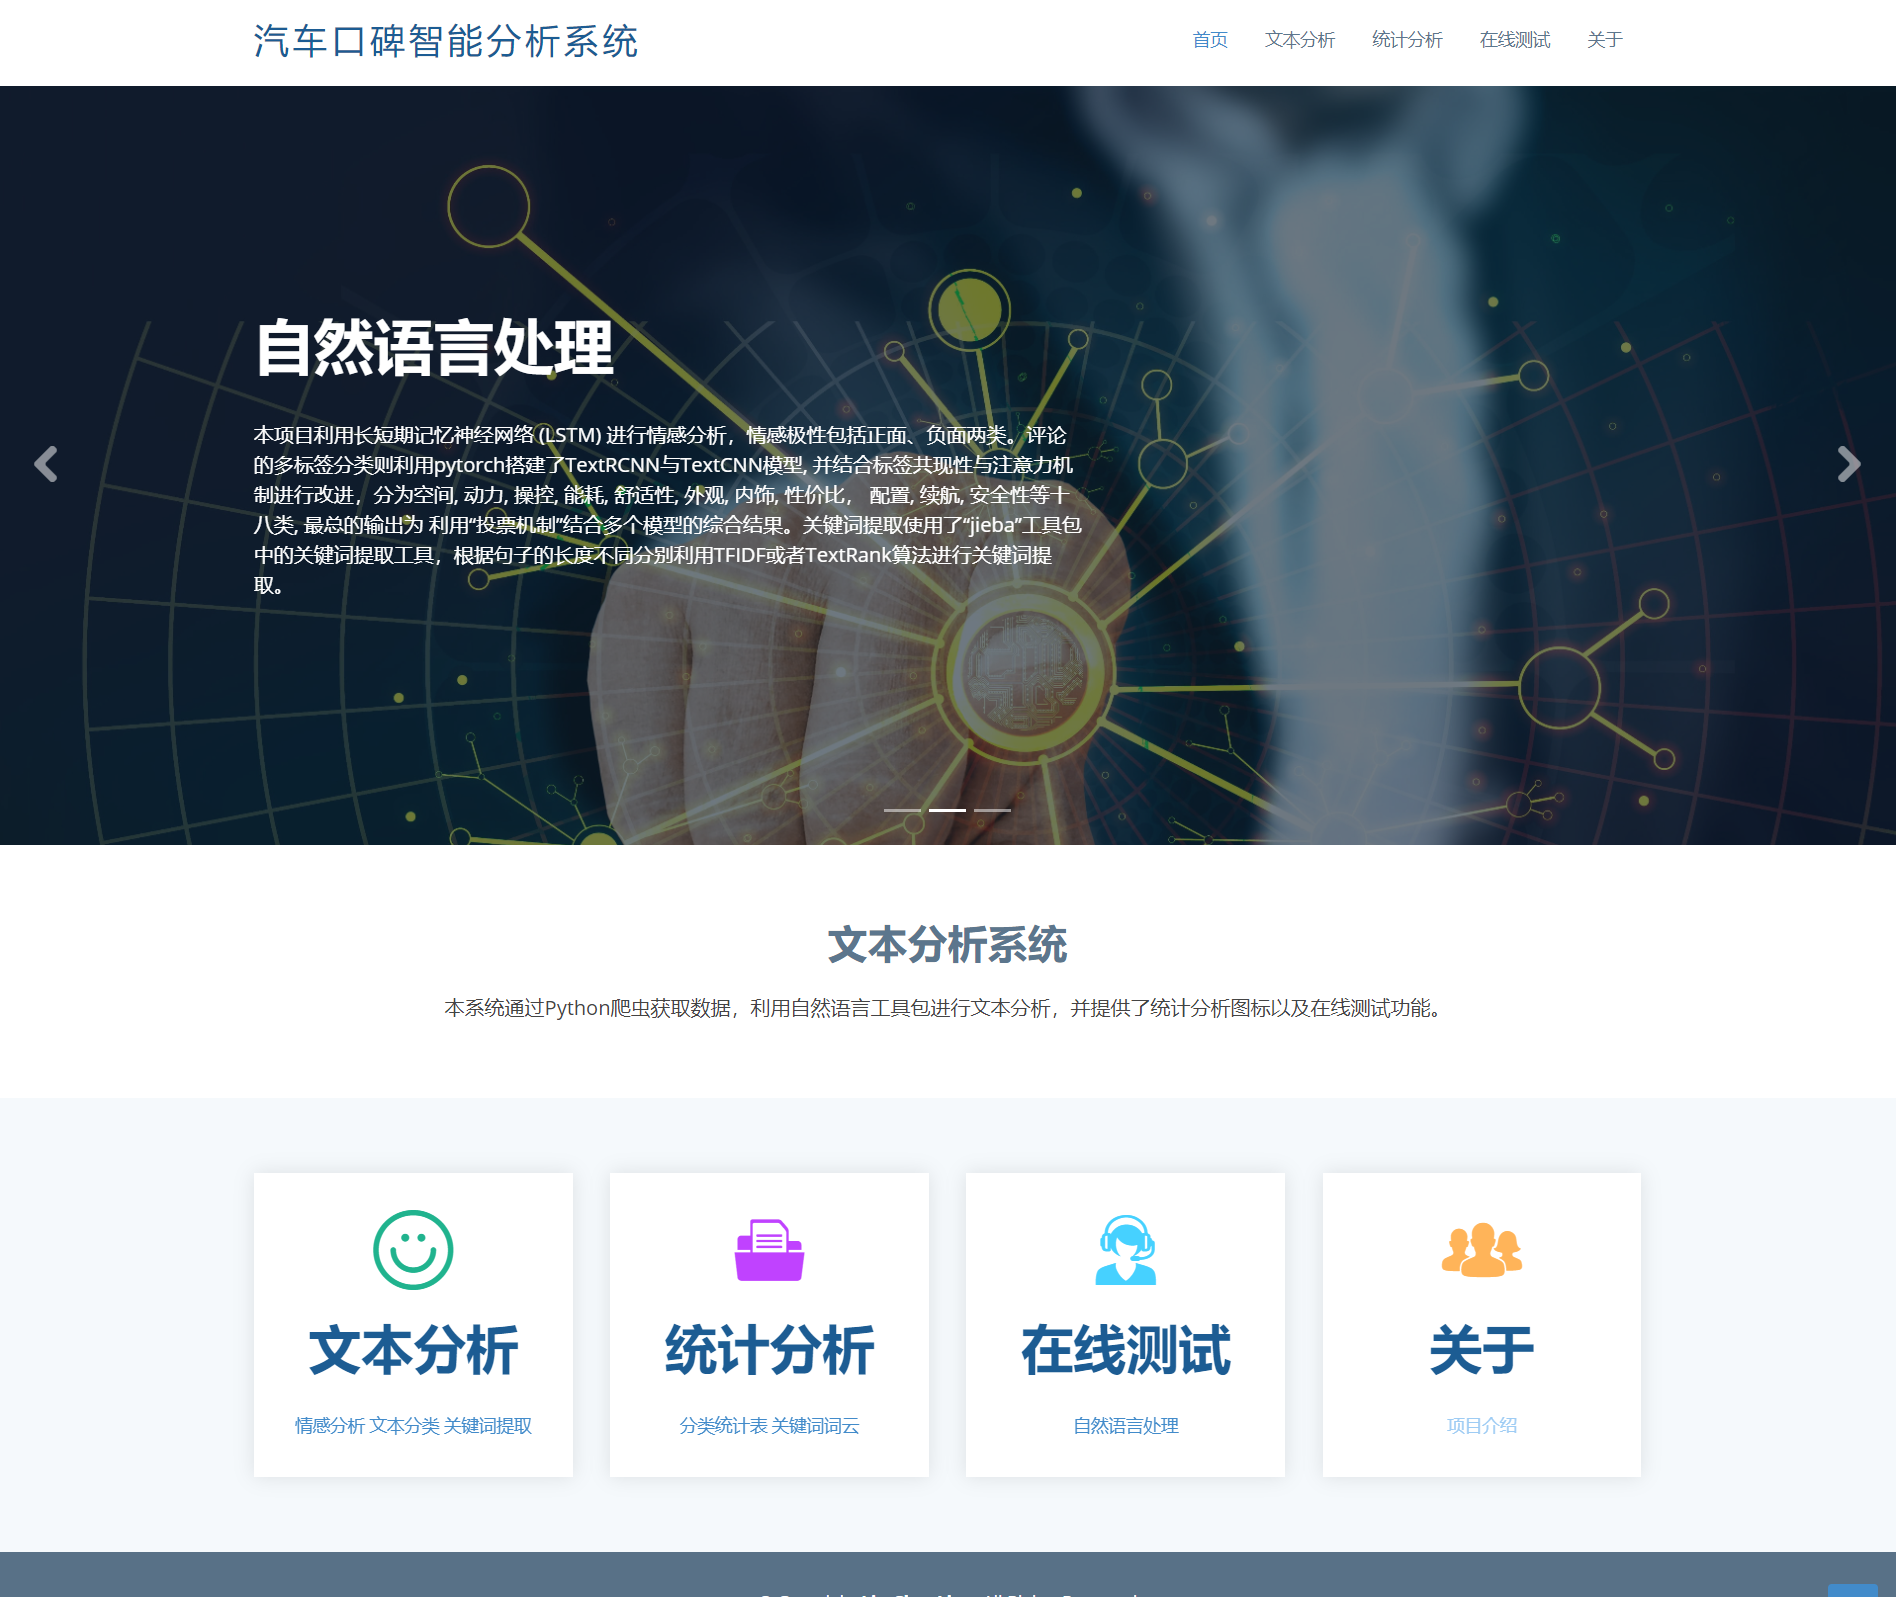 汽车口碑智能分析系统
首页 文本分析 统计分析 在线测试 关于
自然语言处理
本项目利用长短期记忆神经网络 (LSTM) 进行情感分析，情感极性包括正面、负面两类。评论
的多标签分类则利用pytorch搭建了TextRCNN与TextCNN模型, 并结合标签共现性与注意力机
制进行改进，分为空间, 动力, 操控, 能耗, 舒适性, 外观, 内饰, 性价比， 配置, 续航, 安全性等十
八类, 最总的输出为 利用“投票机制”结合多个模型的综合结果。关键词提取使用了“jieba”工具包
中的关键词提取工具，根据句子的长度不同分别利用TFIDF或者TextRank算法进行关键词提
取。
文本分析系统
本系统通过Python爬虫获取数据，利用自然语言工具包进行文本分析，并提供了统计分析图标以及在线测试功能。
文本分析
情感分析 文本分类 关键词提取
统计分析
分类统计表 关键词词云
在线测试
自然语言处理
关于
项目介绍